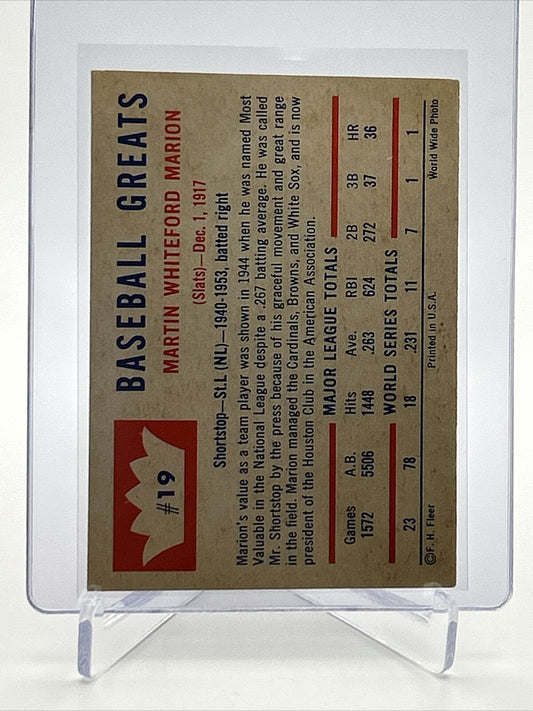 #19
BASEBALL GREATS
MARTIN WHITEFORD MARION
(Slats)—Dec. 1, 1917
Shortstop—St.L (NL)—1940-1953, batted right
Marion's value as a team player was shown in 1944 when he was named Most
Valuable in the National League despite a .267 batting average. He was called
Mr. Shortstop by the press because of his graceful movement and great range
in the field. Marion managed the Cardinals, Browns, and White Sox, and is now
president of the Houston Club in the American Association.
MAJOR LEAGUE TOTALS
Games A.B. Hits Ave. RBI 2B 3B HR
1572 5506 1448 .263 624 272 37 36
WORLD SERIES TOTALS
23 78 18 .231 11 7 1 1
©F. H. Fleer Printed in U.S.A. World Wide Photo